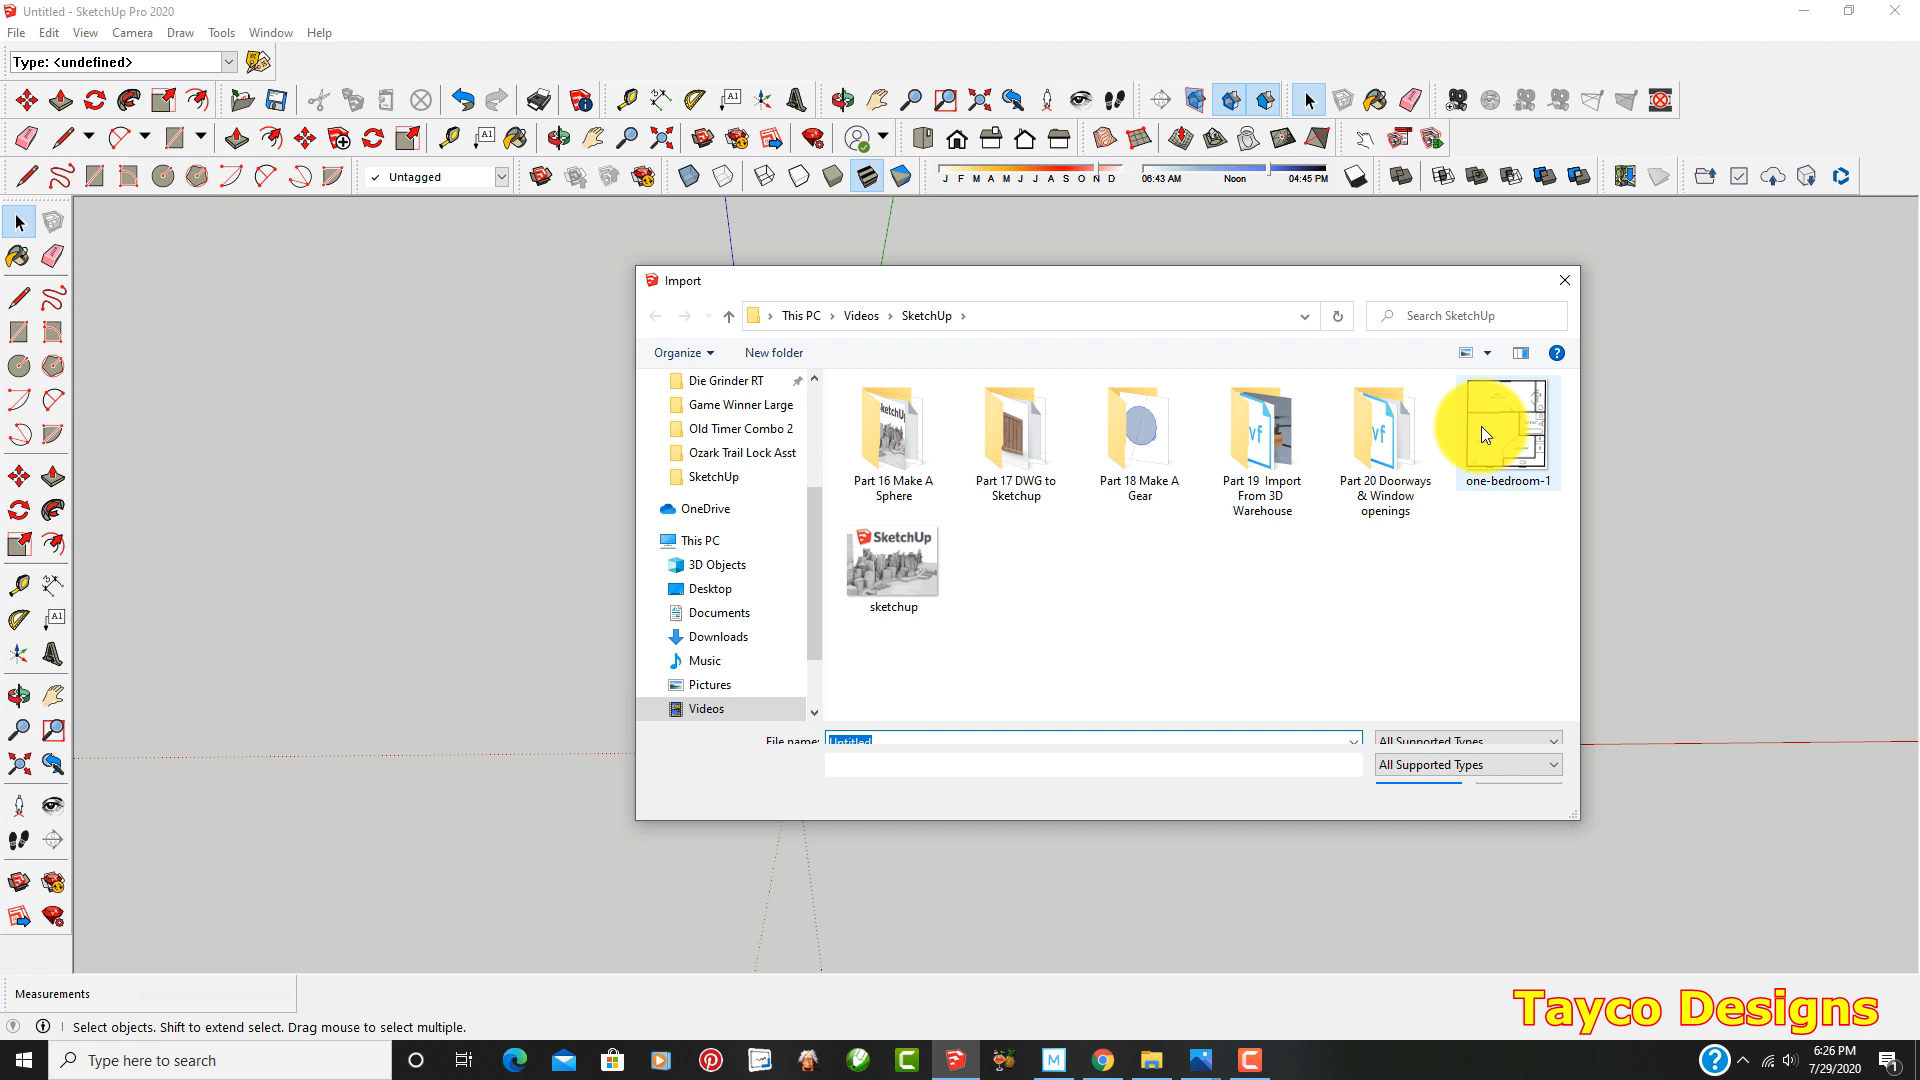 Untitled - SketchUp Pro 2020
File Edit View Camera Draw Tools Window Help
Type: <undefined>
A1
A1
Untagged
J F M A M J J A S O N D
06:43 AM Noon 04:45 PM
Import
This PC Videos SketchUp
Search SketchUp
Organize New folder
Die Grinder RT
Game Winner Large
Old Timer Combo 2
Ozark Trail Lock Asst
SketchUp
OneDrive
This PC
3D Objects
Desktop
Documents
Downloads
Music
Pictures
Videos
Part 16 Make A
Sphere
Part 17 DWG to
Sketchup
Part 18 Make A
Gear
Part 19 Import
From 3D
Warehouse
Part 20 Doorways
& Window
openings
one-bedroom-1
SketchUp
sketchup
File name: Untitled
All Supported Types
All Supported Types
A1
Measurements
Select objects. Shift to extend select. Drag mouse to select multiple.
Tayco Designs
Type here to search
6:26 PM
7/29/2020
1